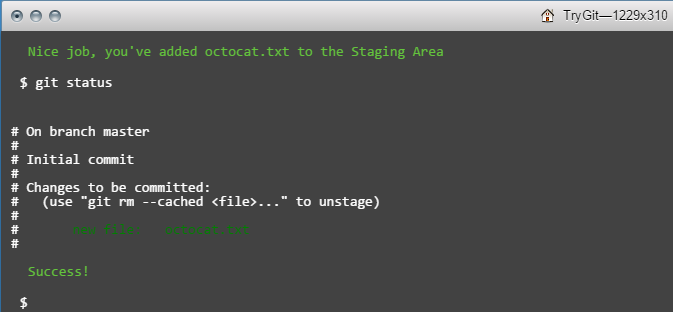 TryGit—1229x310
Nice job, you've added octocat.txt to the Staging Area
$ git status
# On branch master
#
# Initial commit
#
# Changes to be committed:
#   (use "git rm --cached <file>..." to unstage)
#
#       new file:   octocat.txt
#
Success!
$